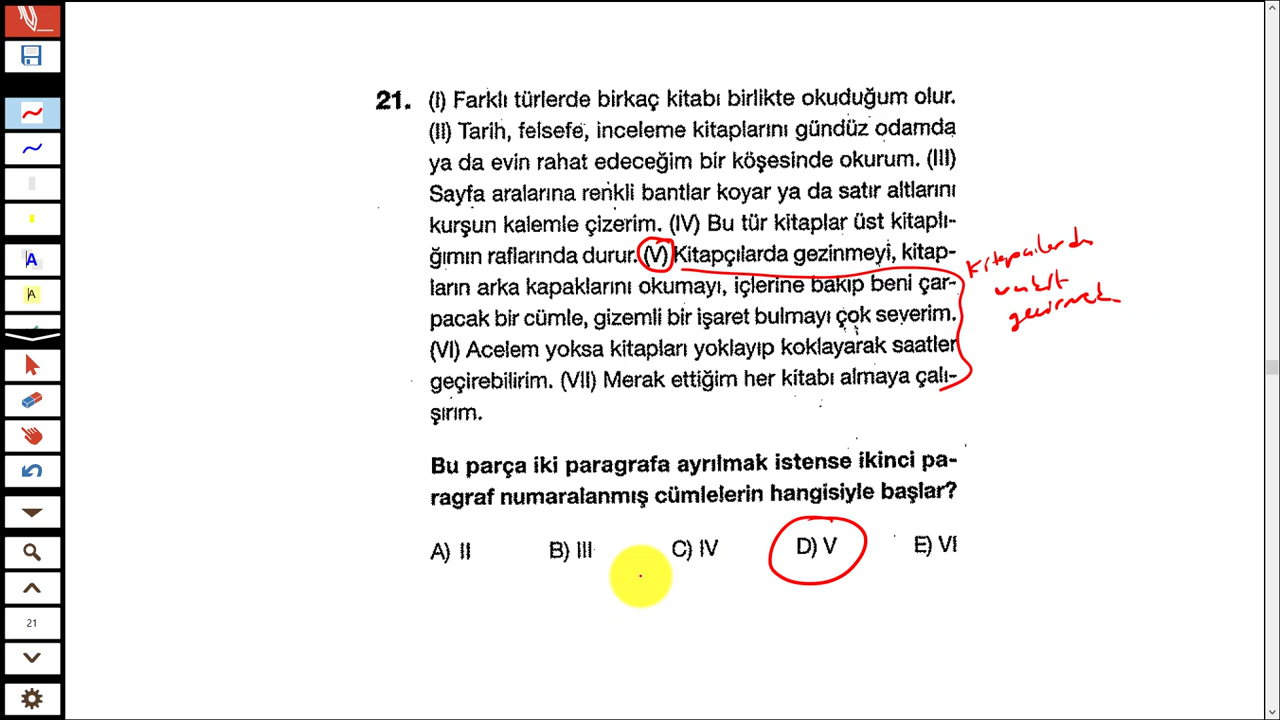 21. (I) Farklı türlerde birkaç kitabı birlikte okuduğum olur.
(II) Tarih, felsefe, inceleme kitaplarını gündüz odamda
ya da evin rahat edeceğim bir köşesinde okurum. (III)
Sayfa aralarına renkli bantlar koyar ya da satır altlarını
kurşun kalemle çizerim. (IV) Bu tür kitaplar üst kitaplı-
ğımın raflarında durur. (V) Kitapçılarda gezinmeyi, kitap-
ların arka kapaklarını okumayı, içlerine bakıp beni çar-
pacak bir cümle, gizemli bir işaret bulmayı çok severim.
(VI) Acelem yoksa kitapları yoklayıp koklayarak saatler
geçirebilirim. (VII) Merak ettiğim her kitabı almaya çalı-
şırım.
Kitapçılarda
vakit
geçirmek
Bu parça iki paragrafa ayrılmak istense ikinci pa-
ragraf numaralanmış cümlelerin hangisiyle başlar?
A) II B) III C) IV D) V E) VI
A
A
21